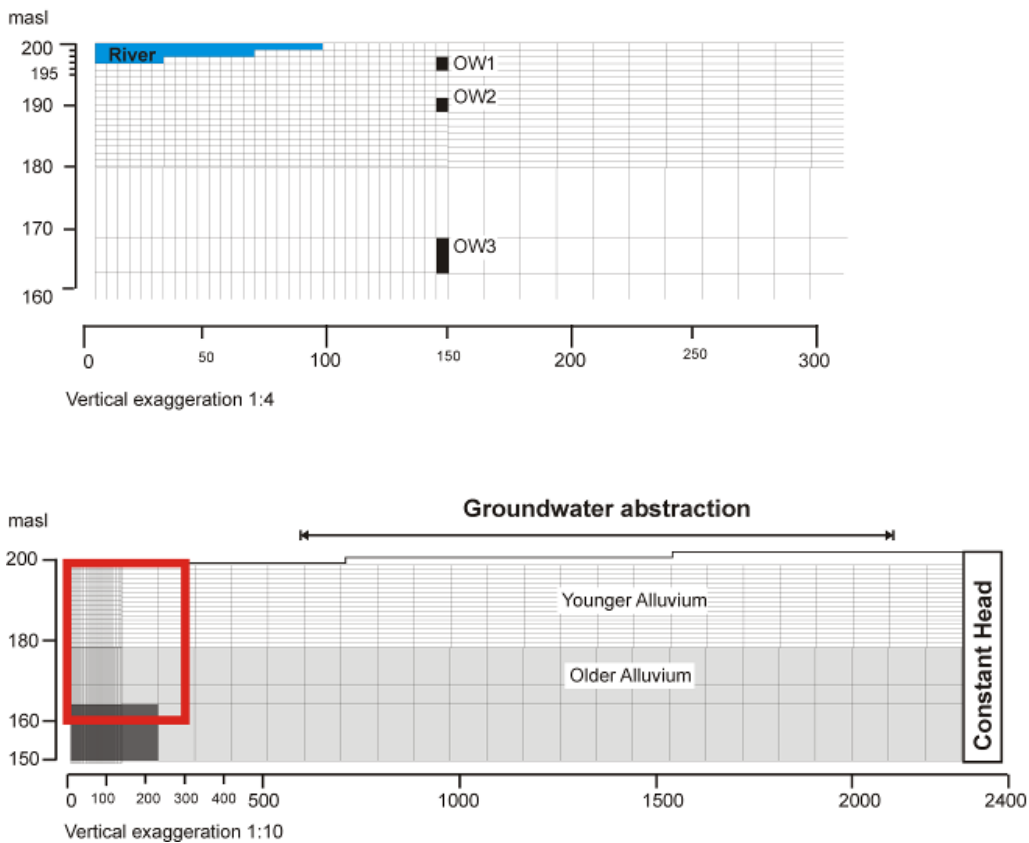 masl
200
River
OW1
195
OW2
190
180
170
OW3
160
0 50 100 150 200 250 300
Vertical exaggeration 1:4
Groundwater abstraction
masl
200
Younger Alluvium
180
Older Alluvium
160
150
Constant Head
0 100 200 300 400 500 1000 1500 2000 2400
Vertical exaggeration 1:10